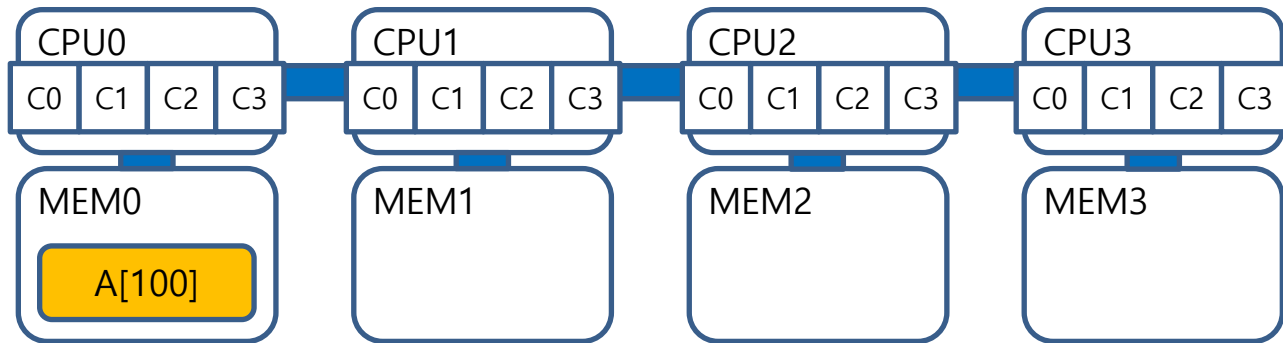 CPU0 CPU1 CPU2 CPU3
C0 C1 C2 C3 C0 C1 C2 C3 C0 C1 C2 C3 C0 C1 C2 C3
MEM0 MEM1 MEM2 MEM3
A[100]